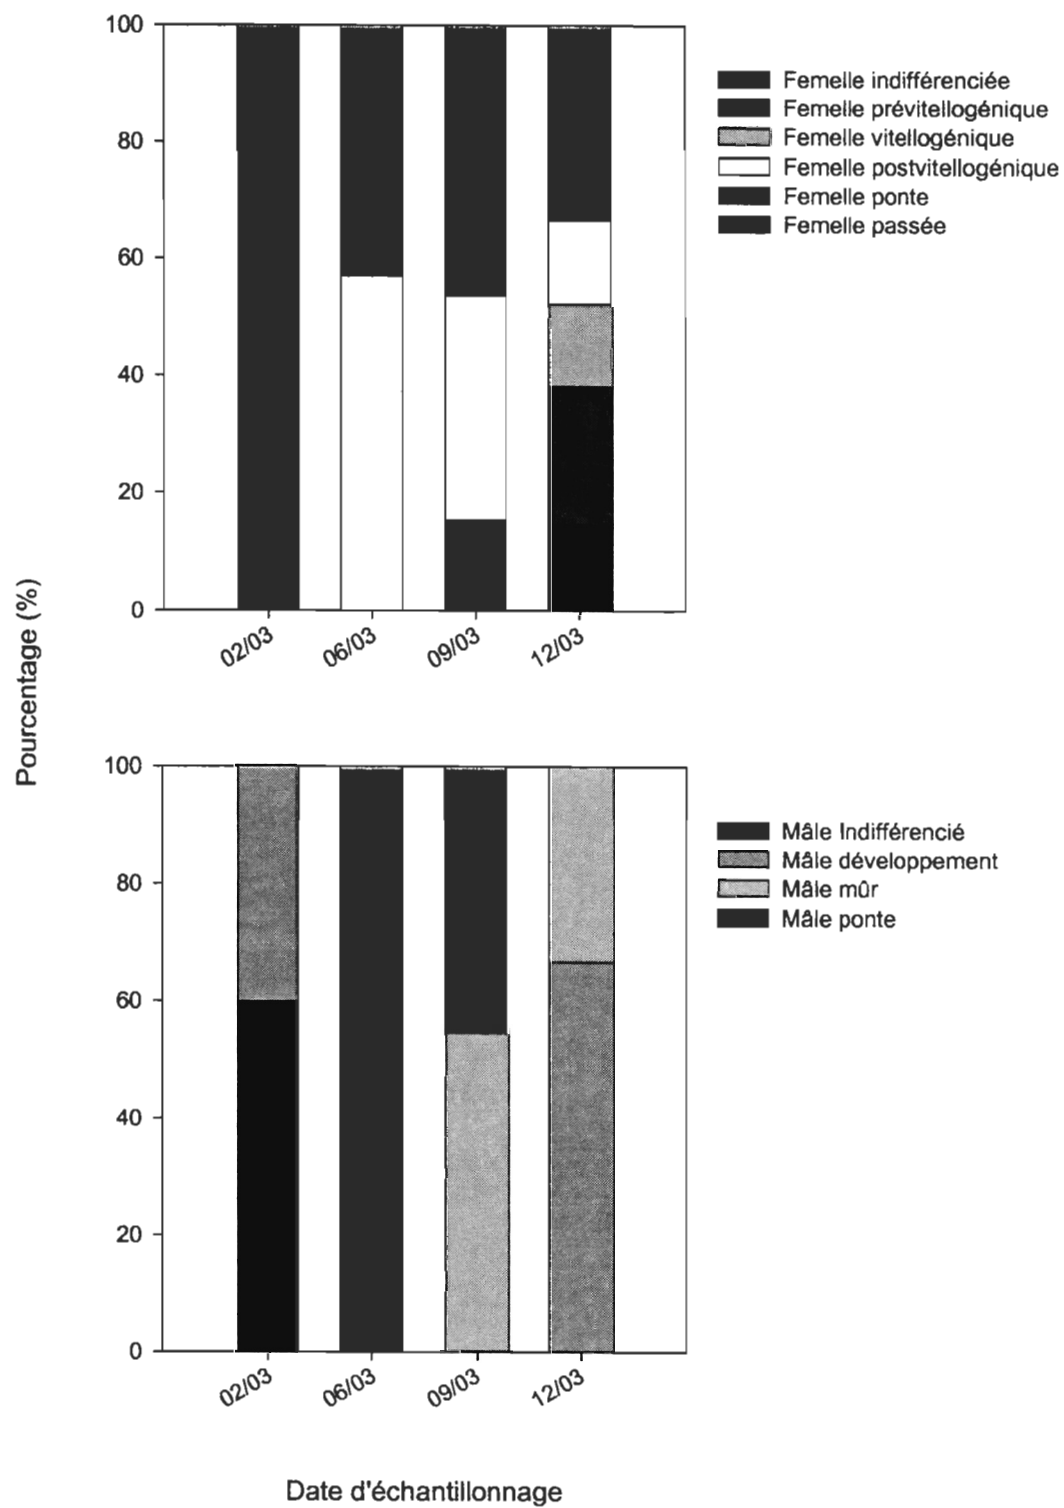 100
80
60
40
20
0
02/03
06/03
09/03
12/03
Femelle indifférenciée
Femelle prévitellogénique
Femelle vitellogénique
Femelle postvitellogénique
Femelle ponte
Femelle passée
Pourcentage (%)
100
80
60
40
20
0
02/03
06/03
09/03
12/03
Mâle Indifférencié
Mâle développement
Mâle mûr
Mâle ponte
Date d'échantillonnage